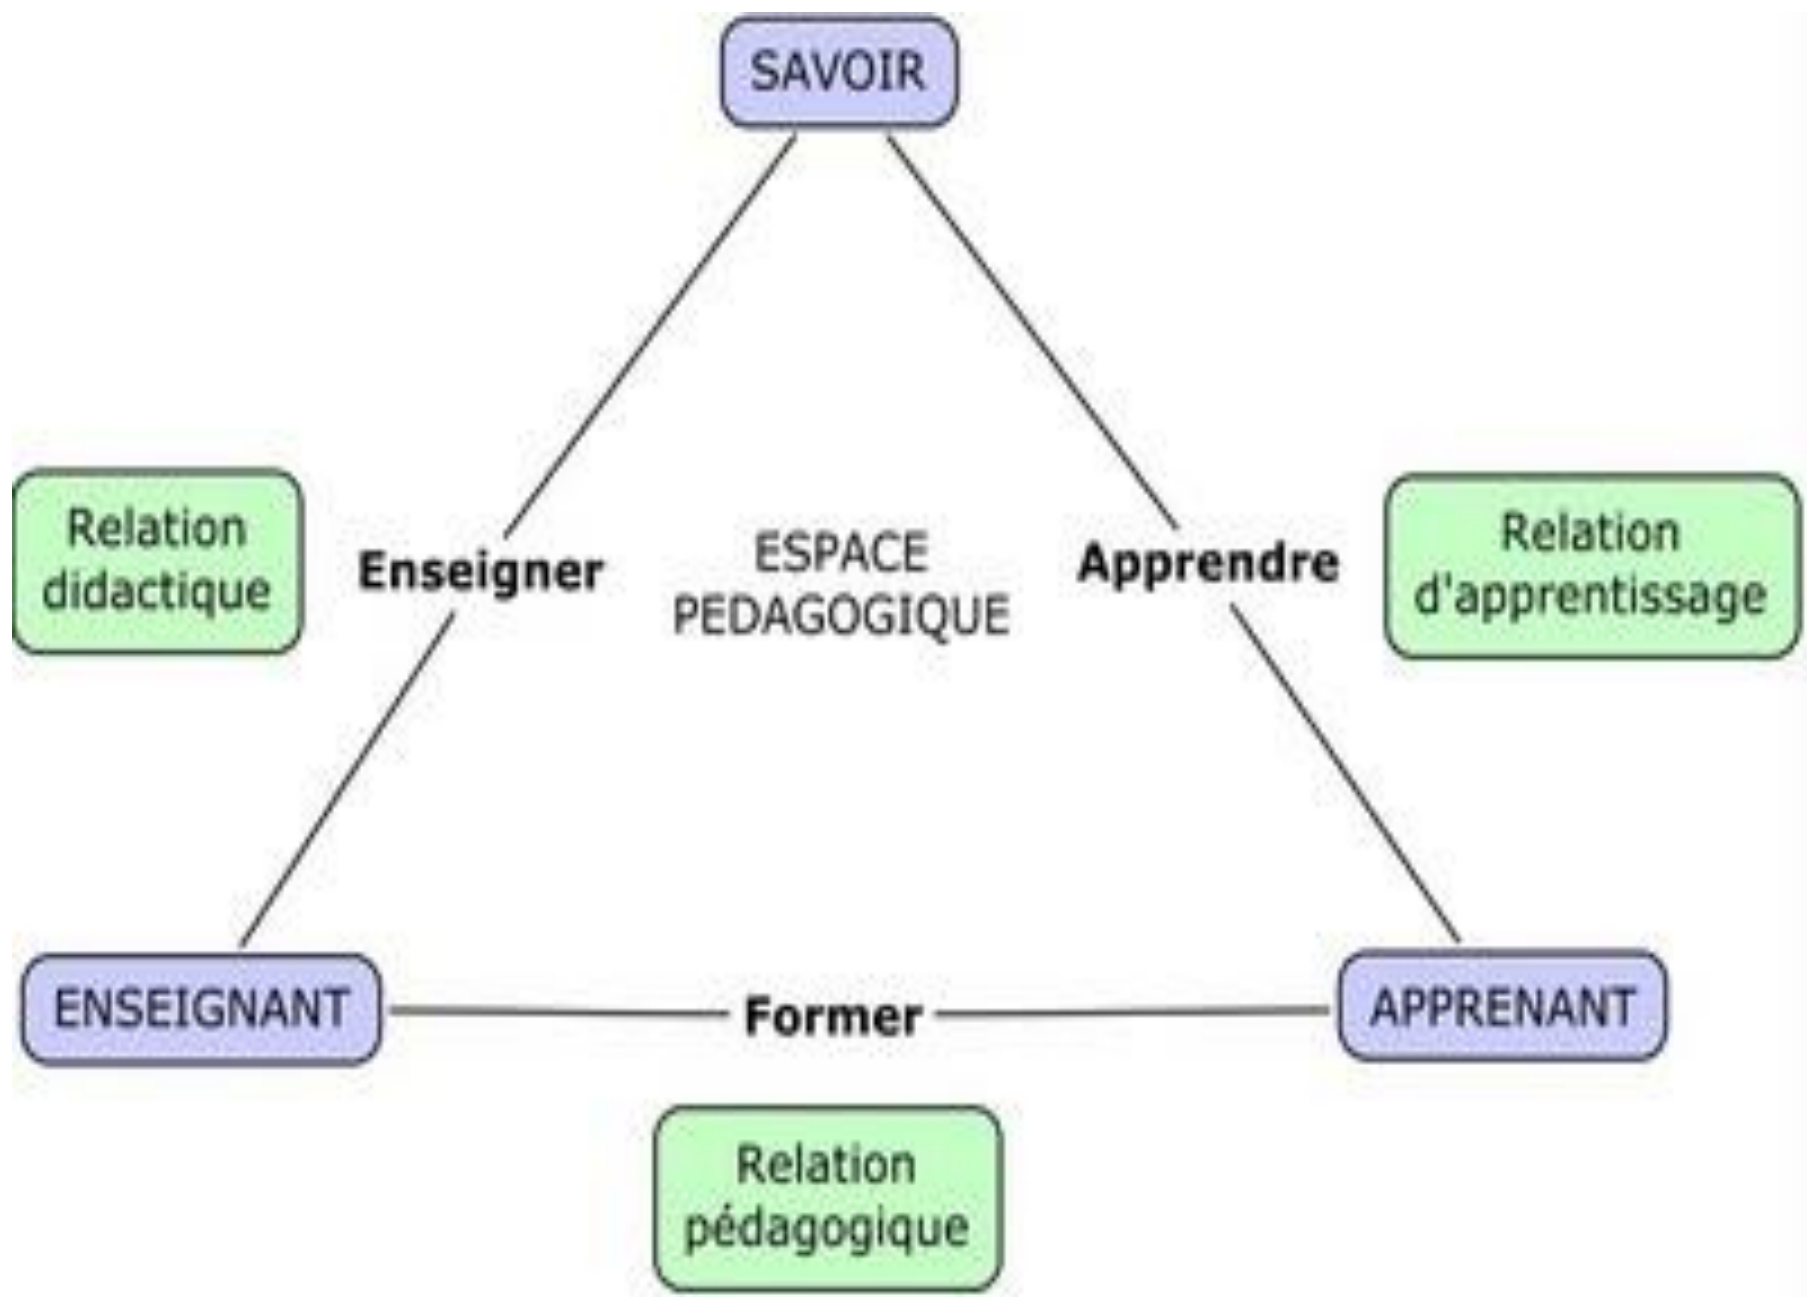 SAVOIR
Relation
didactique
Enseigner
ESPACE
PEDAGOGIQUE
Apprendre
Relation
d'apprentissage
ENSEIGNANT
Former
APPRENANT
Relation
pédagogique